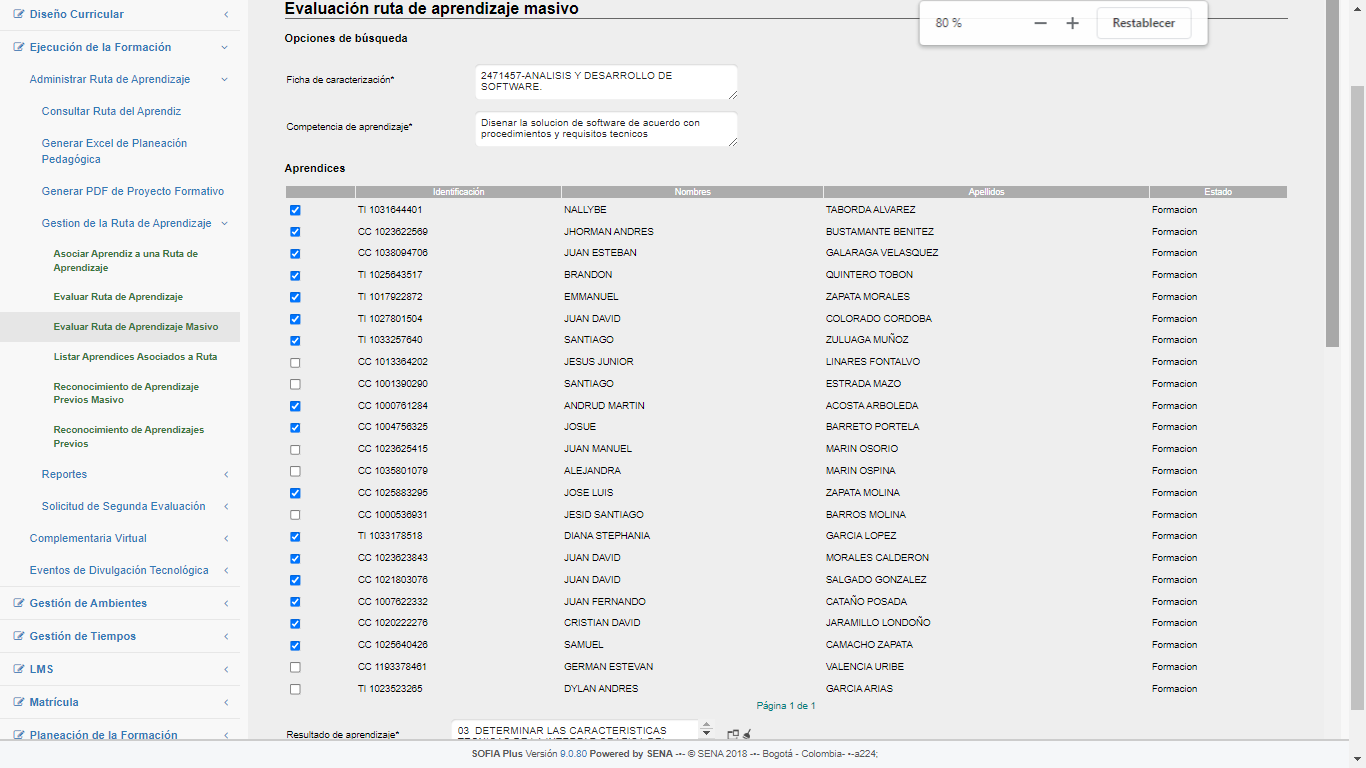 Diseño Curricular
Ejecución de la Formación
Administrar Ruta de Aprendizaje
Consultar Ruta del Aprendiz
Generar Excel de Planeación
Pedagógica
Generar PDF de Proyecto Formativo
Gestion de la Ruta de Aprendizaje
Asociar Aprendiz a una Ruta de
Aprendizaje
Evaluar Ruta de Aprendizaje
Evaluar Ruta de Aprendizaje Masivo
Listar Aprendices Asociados a Ruta
Reconocimiento de Aprendizaje
Previos Masivo
Reconocimiento de Aprendizajes
Previos
Reportes
Solicitud de Segunda Evaluación
Complementaria Virtual
Eventos de Divulgación Tecnológica
Gestión de Ambientes
Gestión de Tiempos
LMS
Matrícula
Planeación de la Formación
Evaluación ruta de aprendizaje masivo
80 % Restablecer
Opciones de búsqueda
Ficha de caracterización* 2471457-ANALISIS Y DESARROLLO DE
SOFTWARE.
Competencia de aprendizaje* Disenar la solucion de software de acuerdo con
procedimientos y requisitos tecnicos
Aprendices
Identificación Nombres Apellidos Estado
TI 1031644401 NALLYBE TABORDA ALVAREZ Formacion
CC 1023622569 JHORMAN ANDRES BUSTAMANTE BENITEZ Formacion
CC 1038094706 JUAN ESTEBAN GALARAGA VELASQUEZ Formacion
TI 1025643517 BRANDON QUINTERO TOBON Formacion
TI 1017922872 EMMANUEL ZAPATA MORALES Formacion
TI 1027801504 JUAN DAVID COLORADO CORDOBA Formacion
TI 1033257640 SANTIAGO ZULUAGA MUÑOZ Formacion
CC 1013364202 JESUS JUNIOR LINARES FONTALVO Formacion
CC 1001390290 SANTIAGO ESTRADA MAZO Formacion
CC 1000761284 ANDRUD MARTIN ACOSTA ARBOLEDA Formacion
CC 1004756325 JOSUE BARRETO PORTELA Formacion
CC 1023625415 JUAN MANUEL MARIN OSORIO Formacion
CC 1035801079 ALEJANDRA MARIN OSPINA Formacion
CC 1025883295 JOSE LUIS ZAPATA MOLINA Formacion
CC 1000536931 JESID SANTIAGO BARROS MOLINA Formacion
TI 1033178518 DIANA STEPHANIA GARCIA LOPEZ Formacion
CC 1023623843 JUAN DAVID MORALES CALDERON Formacion
CC 1021803076 JUAN DAVID SALGADO GONZALEZ Formacion
CC 1007622332 JUAN FERNANDO CATAÑO POSADA Formacion
CC 1020222276 CRISTIAN DAVID JARAMILLO LONDOÑO Formacion
CC 1025640426 SAMUEL CAMACHO ZAPATA Formacion
CC 1193378461 GERMAN ESTEVAN VALENCIA URIBE Formacion
TI 1023523265 DYLAN ANDRES GARCIA ARIAS Formacion
Página 1 de 1
Resultado de aprendizaje* 03 DETERMINAR LAS CARACTERISTICAS
SOFIA Plus Versión 9.0.80 Powered by SENA -•- © SENA 2018 -•- Bogotá - Colombia- -•-a224;